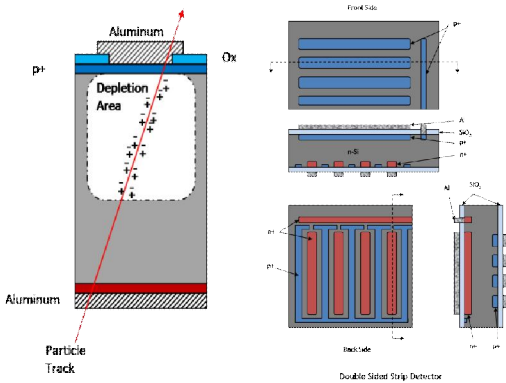 Aluminum
p+
Ox
Depletion
Area
Aluminum
Particle
Track
Front Side
p+
Al
SiO2
p+
n-Si
n+
SiO2
Al
n+
p+
Back Side
n+
p+
Double Sided Strip Detector